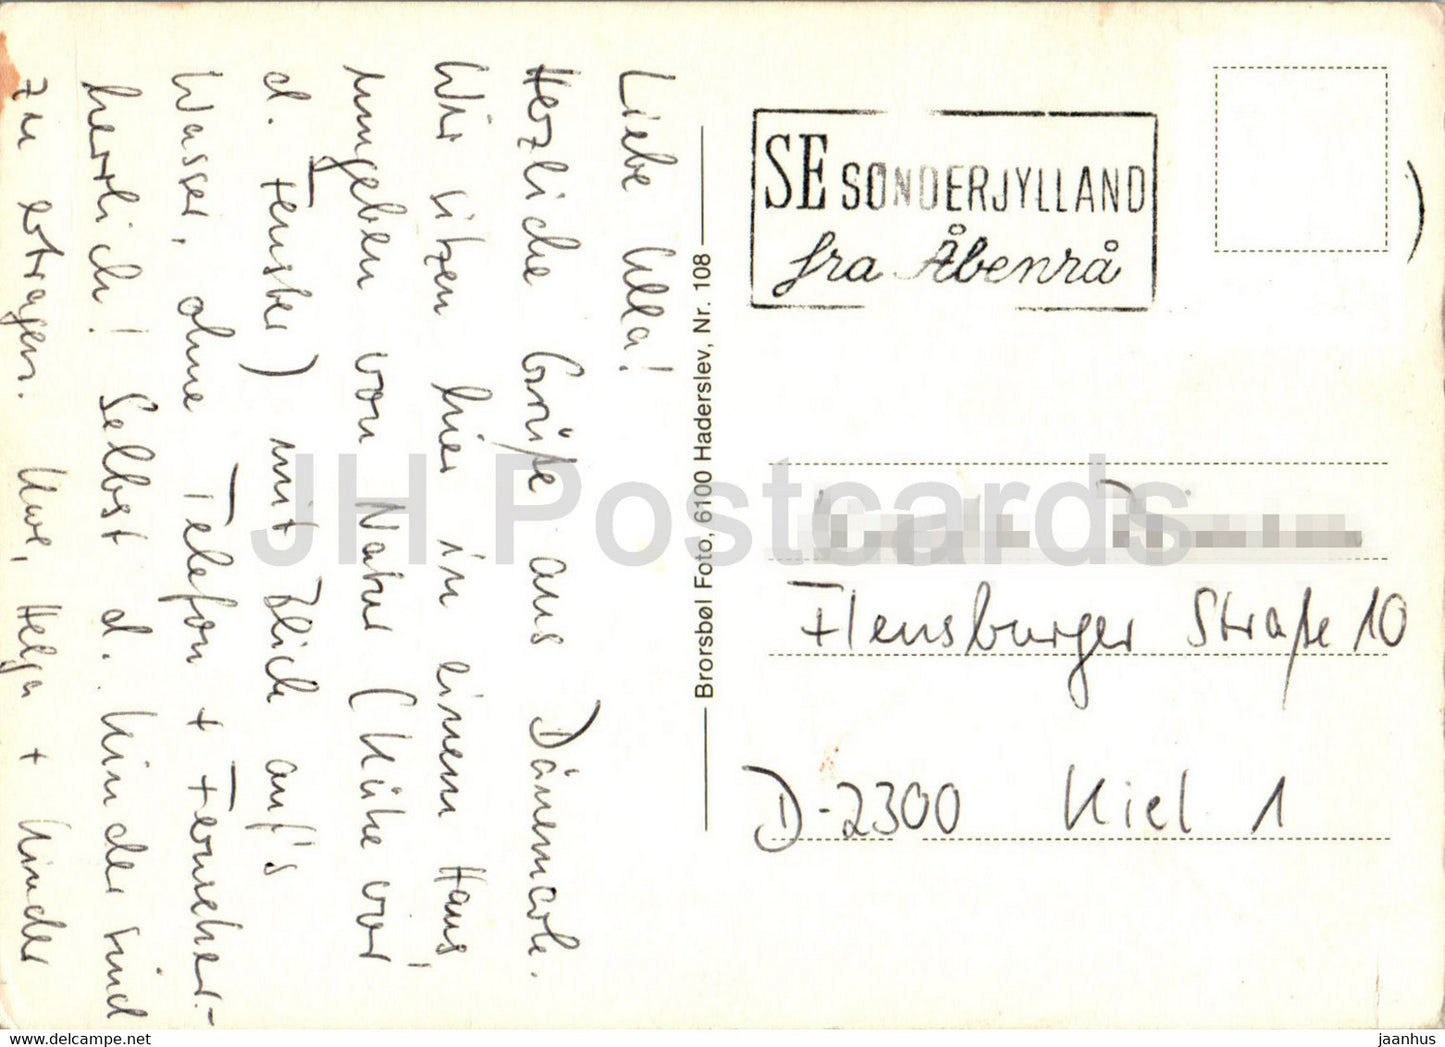 Liebe Ulla!
Herzliche Grüße aus Dänemark.
Wir sitzen hier in einem Haus,
umgeben von Natur (Kühe vor
d. Fenster) mit Blick auf's
Wasser, ohne Telefon + Fernseher.-
herrlich! Selbst d. Kinder sind
zu ertragen. Uwe, Helga + Kinder
Brorsbøl Foto, 6100 Haderslev, Nr. 108
SE SØNDERJYLLAND
fra Åbenrå
Flensburger Straße 10
D-2300 Kiel 1
JH Postcards
www.delcampe.net
jaanhus